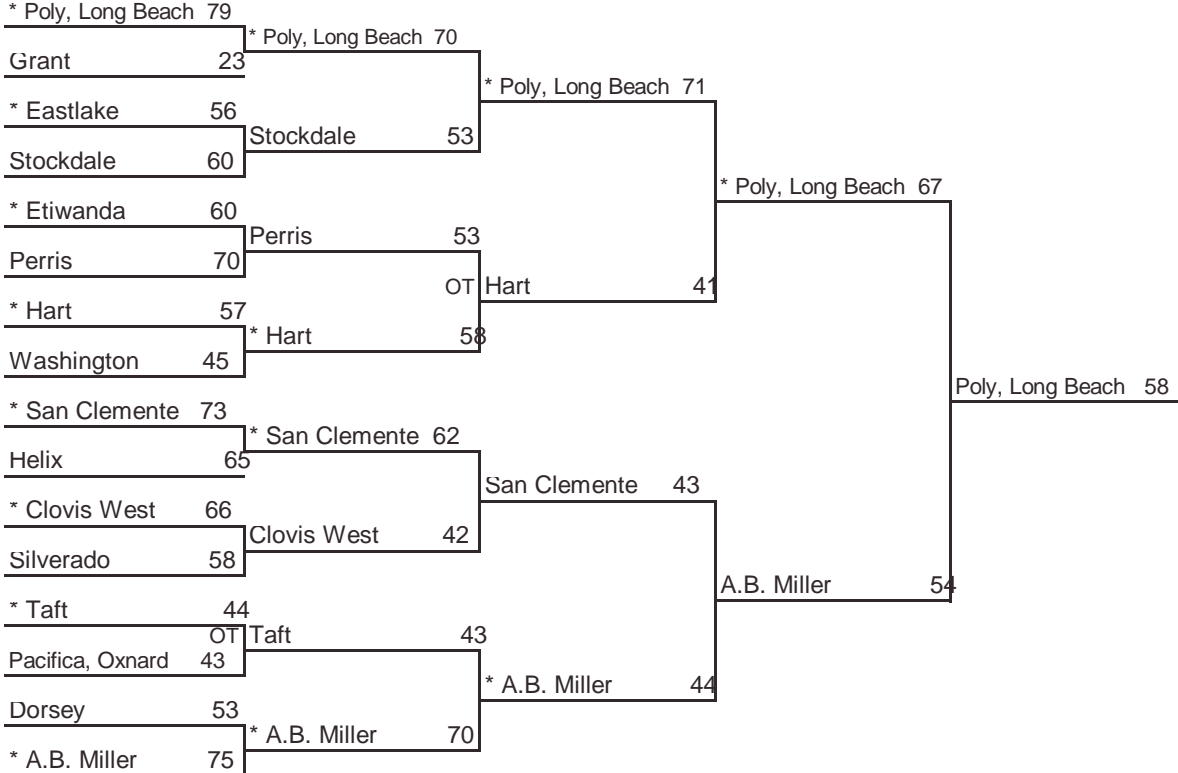 * Poly, Long Beach 79
Grant 23
* Eastlake 56
Stockdale 60
* Etiwanda 60
Perris 70
* Hart 57
Washington 45
* San Clemente 73
Helix 65
* Clovis West 66
Silverado 58
* Taft 44
OT
Pacifica, Oxnard 43
Dorsey 53
* A.B. Miller 75
* Poly, Long Beach 70
Stockdale 53
Perris 53
* Hart 58
* San Clemente 62
Clovis West 42
Taft 43
* A.B. Miller 70
* Poly, Long Beach 71
OT Hart 41
San Clemente 43
* A.B. Miller 44
* Poly, Long Beach 67
A.B. Miller 54
Poly, Long Beach 58